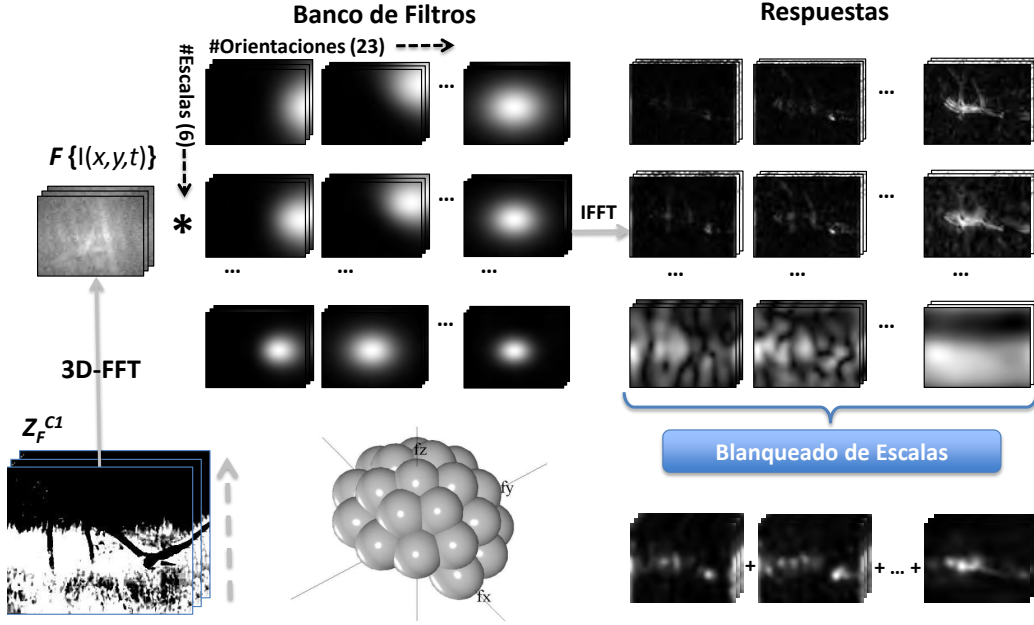 Banco de Filtros
Respuestas
#Orientaciones (23)
#Escalas (6)
...
...
F {I(x,y,t)}
*
...
IFFT
...
... ... ...
... ... ...
...
...
3D-FFT
Z_F^C1
fz
fy
fx
Blanqueado de Escalas
+ + ... +